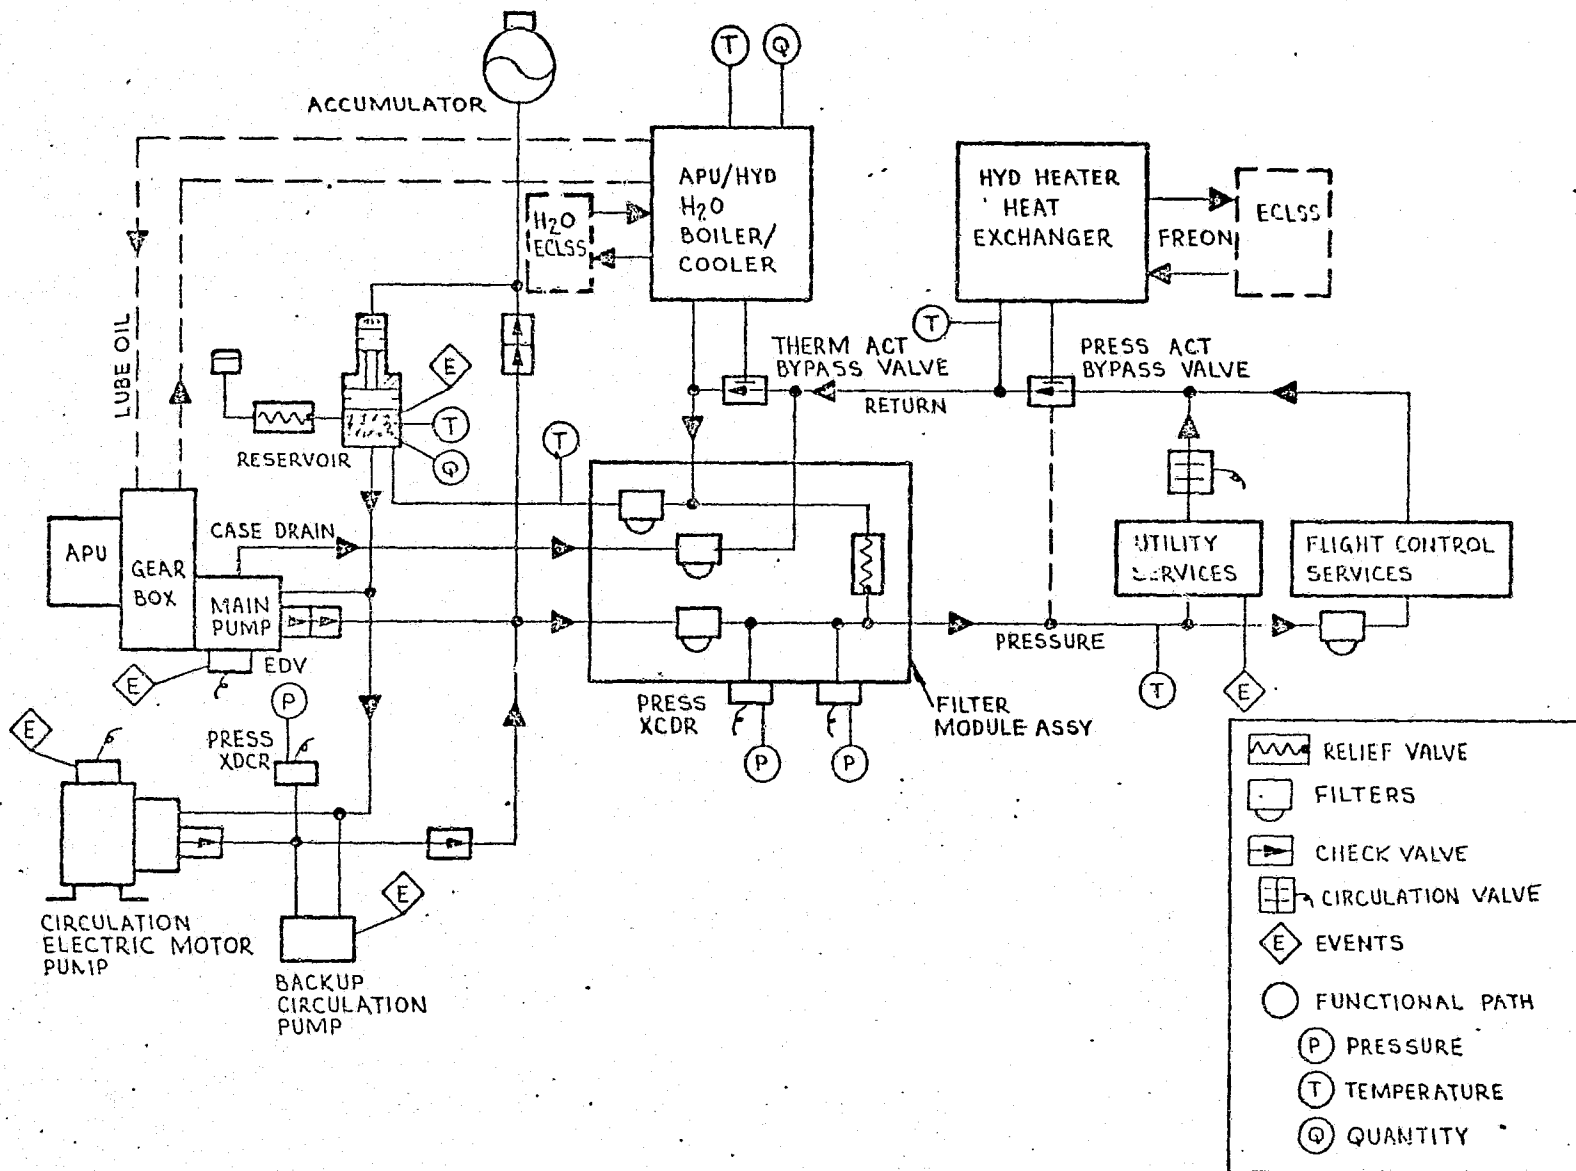 T
Q
ACCUMULATOR
APU/HYD
H2O
BOILER/
COOLER
H2O
ECLSS
HYD HEATER
HEAT
EXCHANGER
FREON
ECLSS
LUBE OIL
E
T
Q
RESERVOIR
T
T
THERM ACT
BYPASS VALVE
RETURN
PRESS ACT
BYPASS VALVE
APU
GEAR
BOX
CASE DRAIN
MAIN
PUMP
EDV
E
UTILITY
SERVICES
FLIGHT CONTROL
SERVICES
PRESSURE
T
E
PRESS
XCDR
P
P
FILTER
MODULE ASSY
E
P
PRESS
XDCR
E
CIRCULATION
ELECTRIC MOTOR
PUMP
BACKUP
CIRCULATION
PUMP
RELIEF VALVE
FILTERS
CHECK VALVE
CIRCULATION VALVE
E EVENTS
FUNCTIONAL PATH
P PRESSURE
T TEMPERATURE
Q QUANTITY